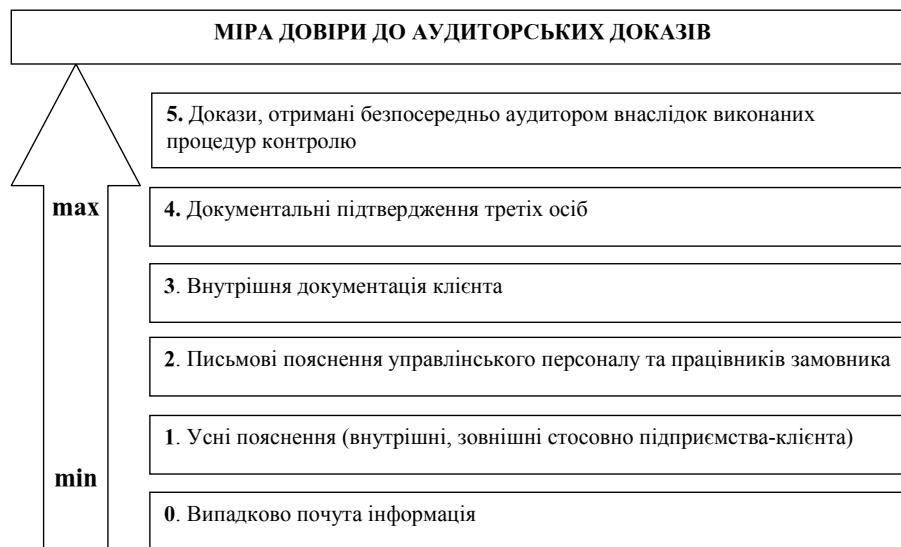 МІРА ДОВІРИ ДО АУДИТОРСЬКИХ ДОКАЗІВ
5. Докази, отримані безпосередньо аудитором внаслідок виконаних
процедур контролю
max
4. Документальні підтвердження третіх осіб
3. Внутрішня документація клієнта
2. Письмові пояснення управлінського персоналу та працівників замовника
1. Усні пояснення (внутрішні, зовнішні стосовно підприємства-клієнта)
min
0. Випадково почута інформація